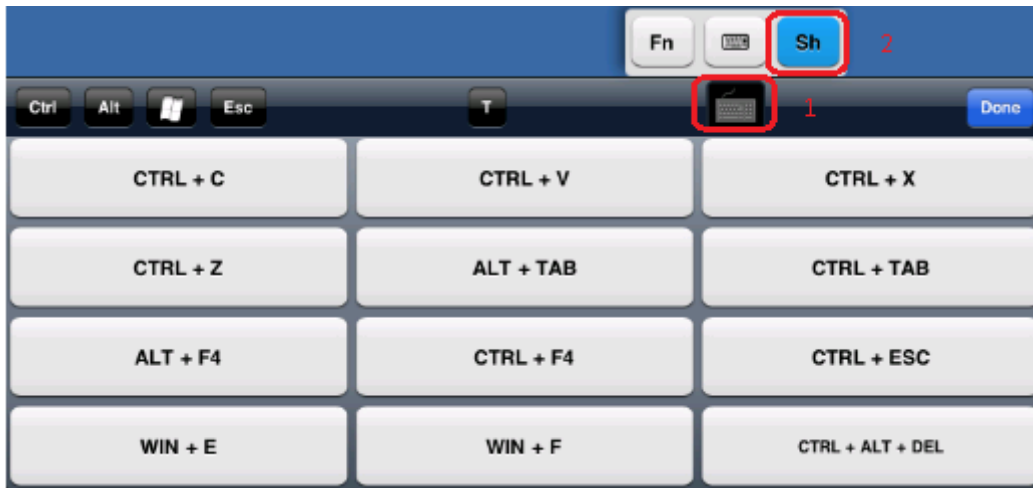 Fn Sh 2
Ctrl Alt Esc T 1 Done
CTRL + C CTRL + V CTRL + X
CTRL + Z ALT + TAB CTRL + TAB
ALT + F4 CTRL + F4 CTRL + ESC
WIN + E WIN + F CTRL + ALT + DEL